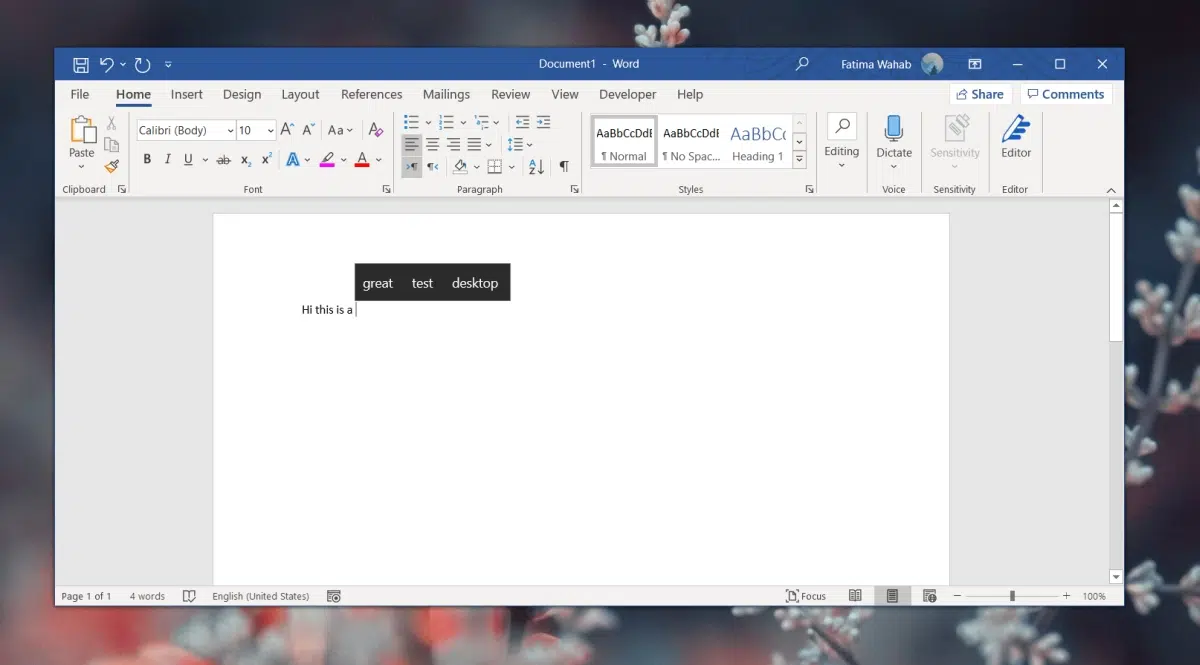 Document1 - Word
Fatima Wahab
File Home Insert Design Layout References Mailings Review View Developer Help
Share Comments
Calibri (Body) 10 A A Aa A
Paste
B I U ab x₂ x² A A
A Z ¶
AaBbCcDdE AaBbCcDdE AaBbCc
¶ Normal ¶ No Spac... Heading 1
Editing Dictate Sensitivity Editor
Clipboard Font Paragraph Styles Voice Sensitivity Editor
great test desktop
Hi this is a
Page 1 of 1 4 words English (United States) Focus 100%